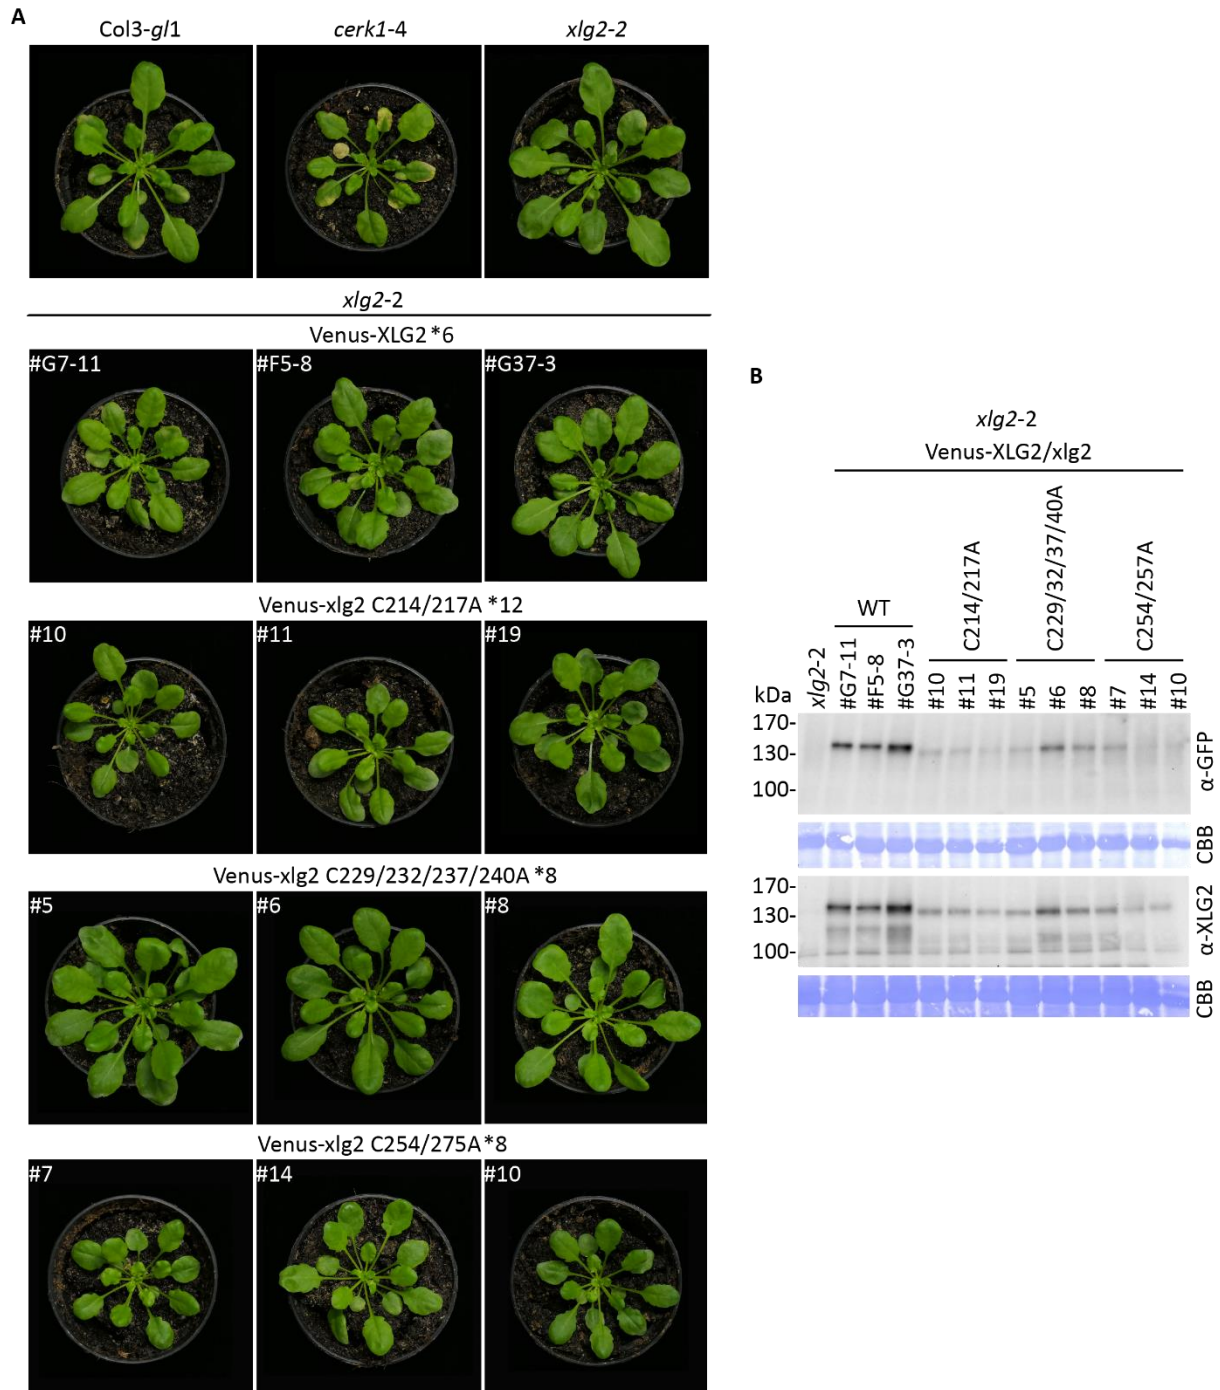 A
Col3-gl1 cerk1-4 xlg2-2
xlg2-2
Venus-XLG2 *6
#G7-11 #F5-8 #G37-3
Venus-xlg2 C214/217A *12
#10 #11 #19
Venus-xlg2 C229/232/237/240A *8
#5 #6 #8
Venus-xlg2 C254/275A *8
#7 #14 #10
B
xlg2-2
Venus-XLG2/xlg2
WT C214/217A C229/32/37/40A C254/257A
kDa xlg2-2 #G7-11 #F5-8 #G37-3 #10 #11 #19 #5 #6 #8 #7 #14 #10
170-
130-
100-
α-GFP
CBB
170-
130-
100-
α-XLG2
CBB